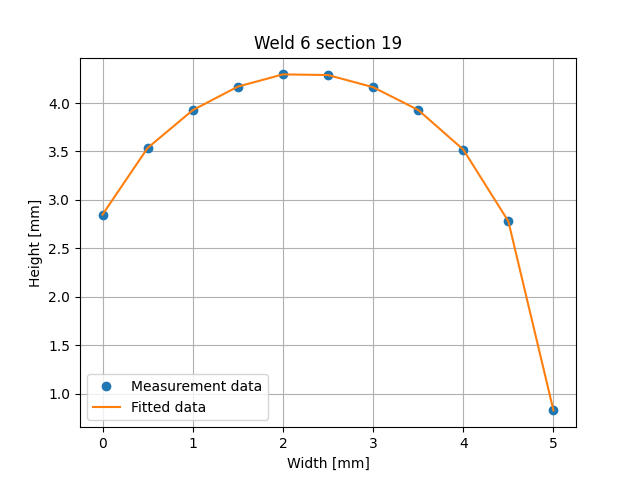 Weld 6 section 19
Height [mm]
4.0
3.5
3.0
2.5
2.0
1.5
1.0
Measurement data
Fitted data
0 1 2 3 4 5
Width [mm]